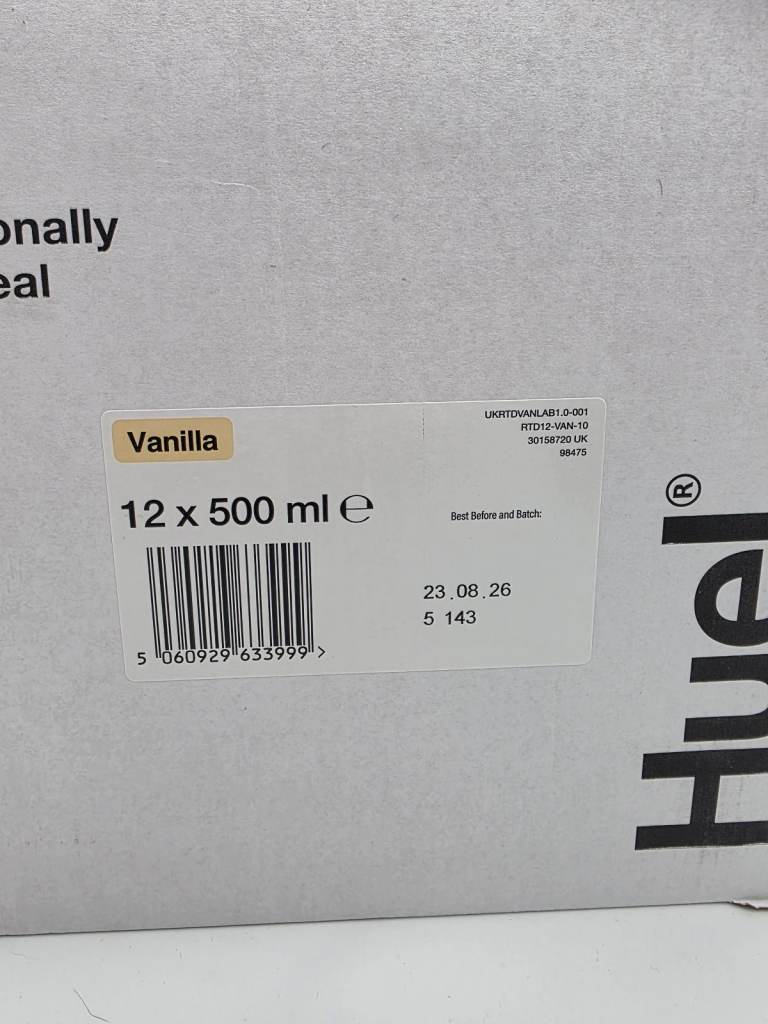 onally
eal
Vanilla
12 x 500 ml ℮
5 060929 633999 >
UKRTDVANLAB1.0-001
RTD12-VAN-10
30158720 UK
98475
Best Before and Batch:
23.08.26
5 143
Huel®